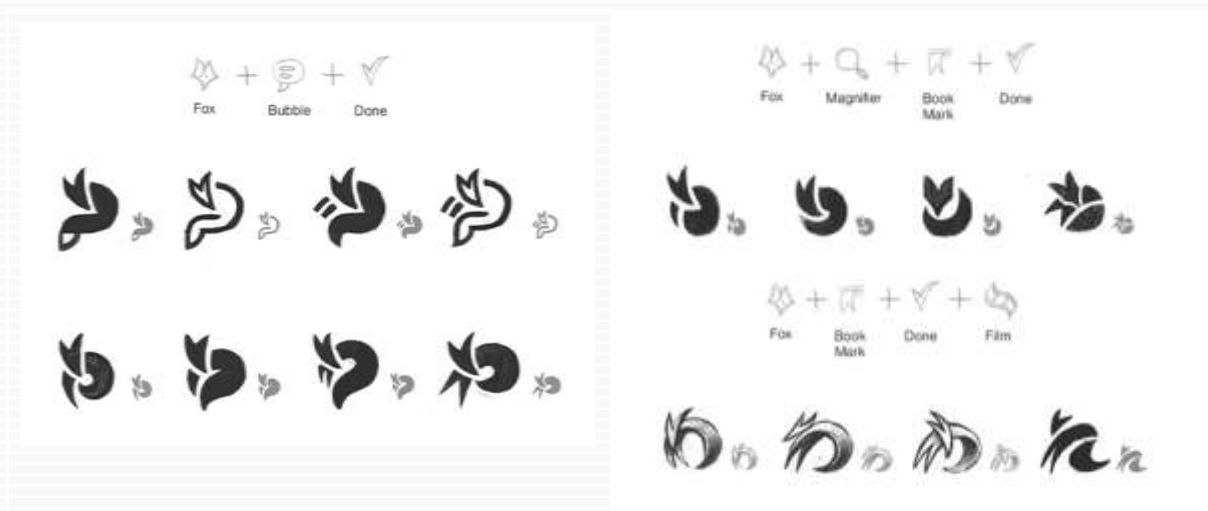 Fox + Bubble + Done
Fox + Magnifier + Book Mark + Done
Fox + Book Mark + Done + Film